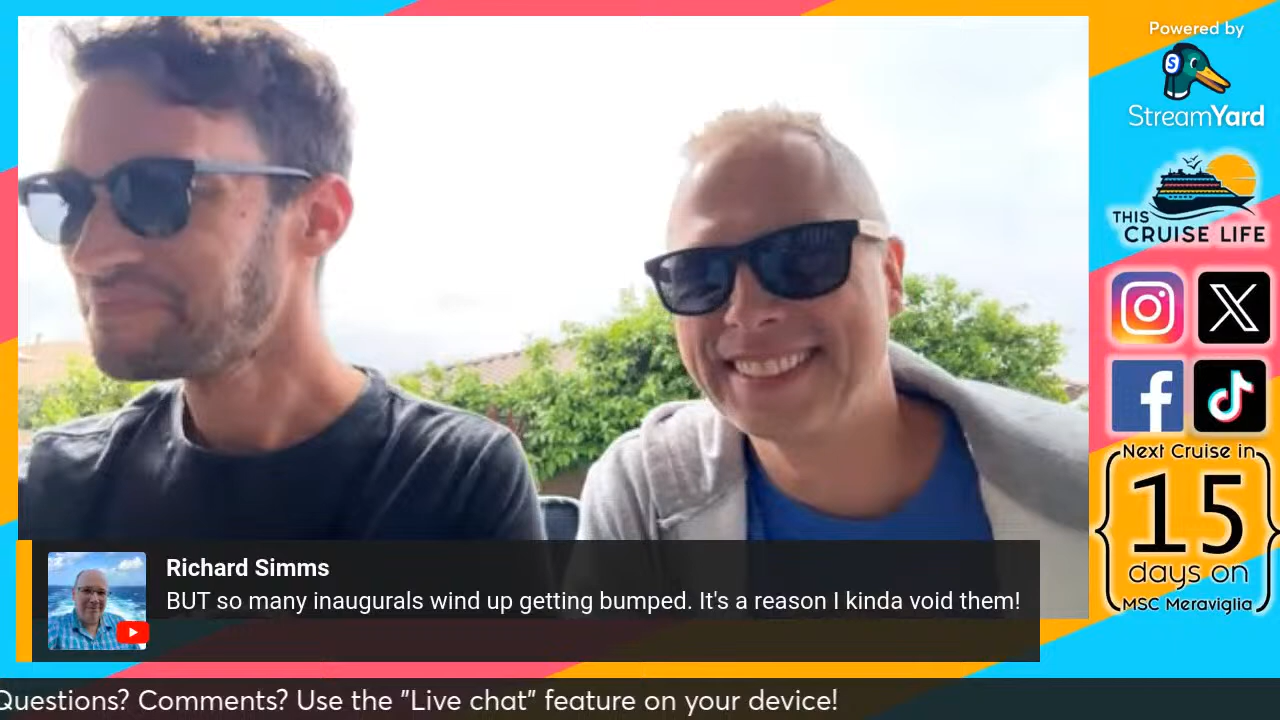 Powered by
StreamYard
THIS
CRUISE LIFE
Next Cruise in
15
days on
MSC Meraviglia
Richard Simms
BUT so many inaugurals wind up getting bumped. It's a reason I kinda void them!
Questions? Comments? Use the "Live chat" feature on your device!